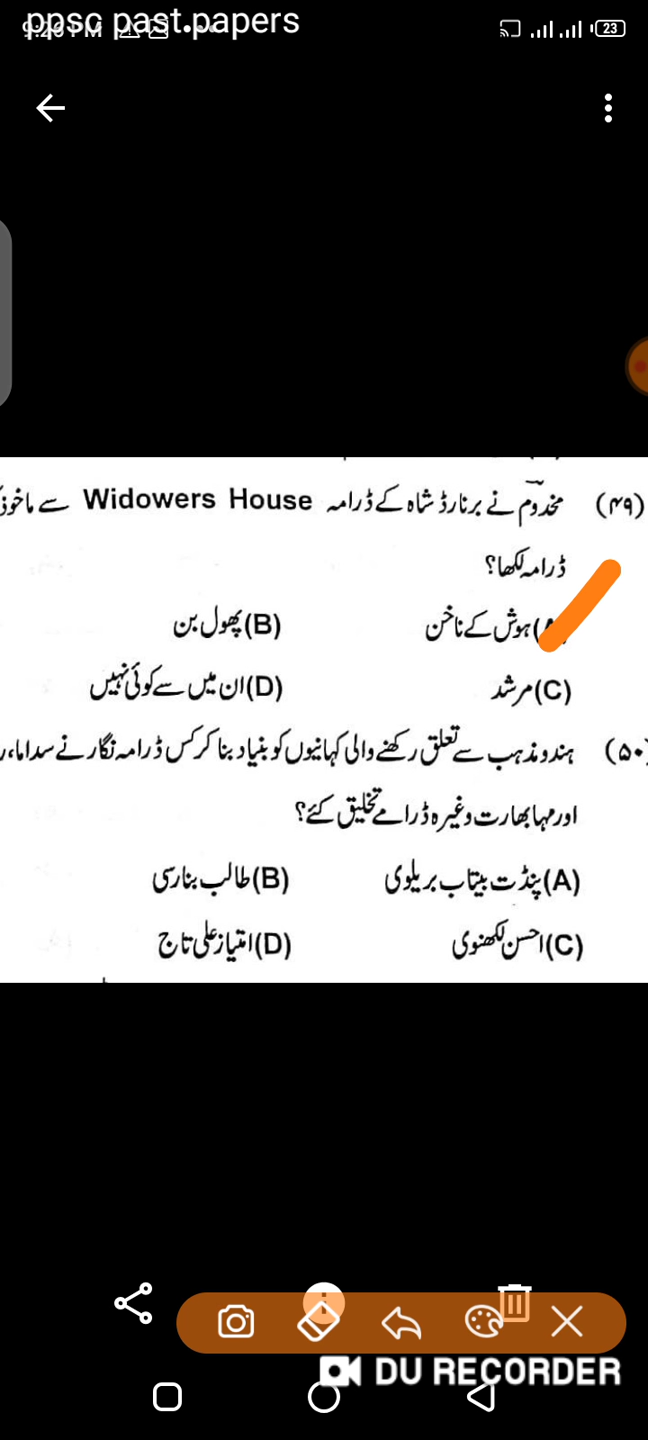 ppsc past.papers
23
(۴۹) مخدوم نے برنارڈ شاہ کے ڈرامہ Widowers House سے ماخوذ
ڈرامہ لکھا؟
ہوش کے ناخن (B) پھول بن
(C) مرشد (D) ان میں سے کوئی نہیں
(۵۰) ہندو مذہب سے تعلق رکھنے والی کہانیوں کو بنیاد بنا کر کس ڈرامہ نگار نے سداما،
اور مہا بھارت وغیرہ ڈرامے تخلیق کئے؟
(A) پنڈت بیتاب بریلوی (B) طالب بنارسی
(C) احسن لکھنوی (D) امتیاز علی تاج
DU RECORDER